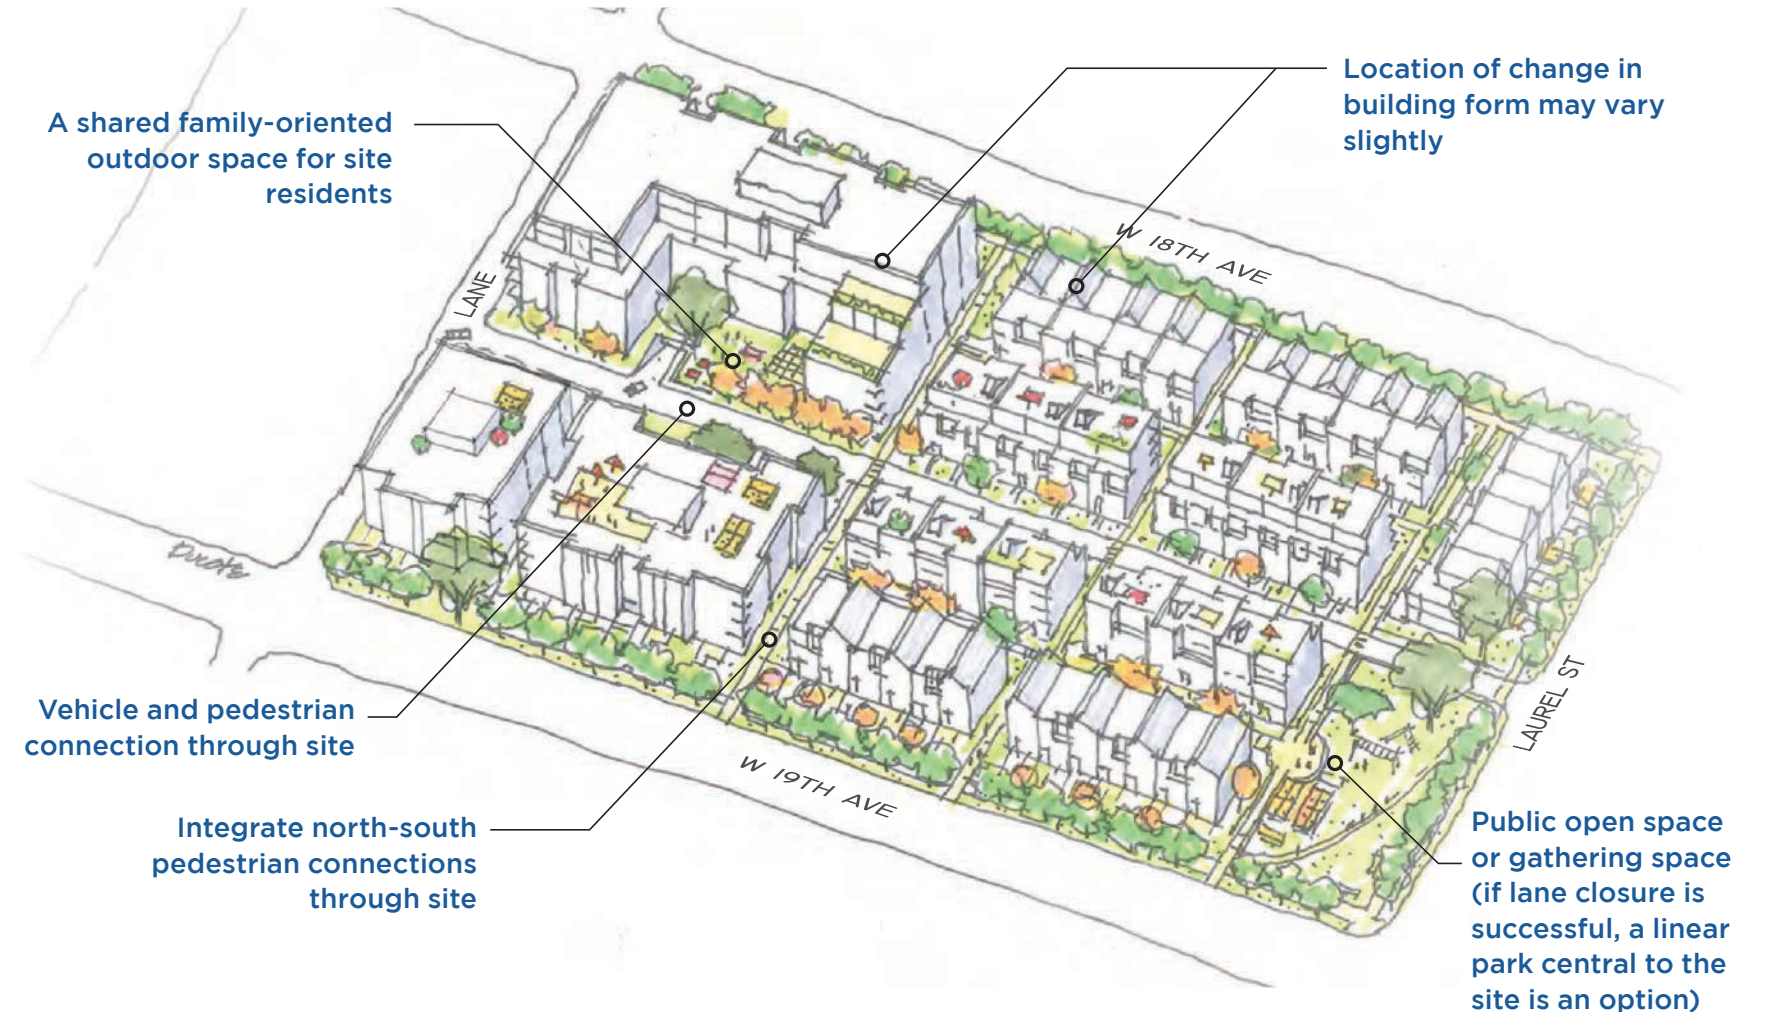 Location of change in
building form may vary
slightly
A shared family-oriented
outdoor space for site
residents
W 18TH AVE
LANE
Vehicle and pedestrian
connection through site
LAUREL ST
W 19TH AVE
Integrate north-south
pedestrian connections
through site
Public open space
or gathering space
(if lane closure is
successful, a linear
park central to the
site is an option)